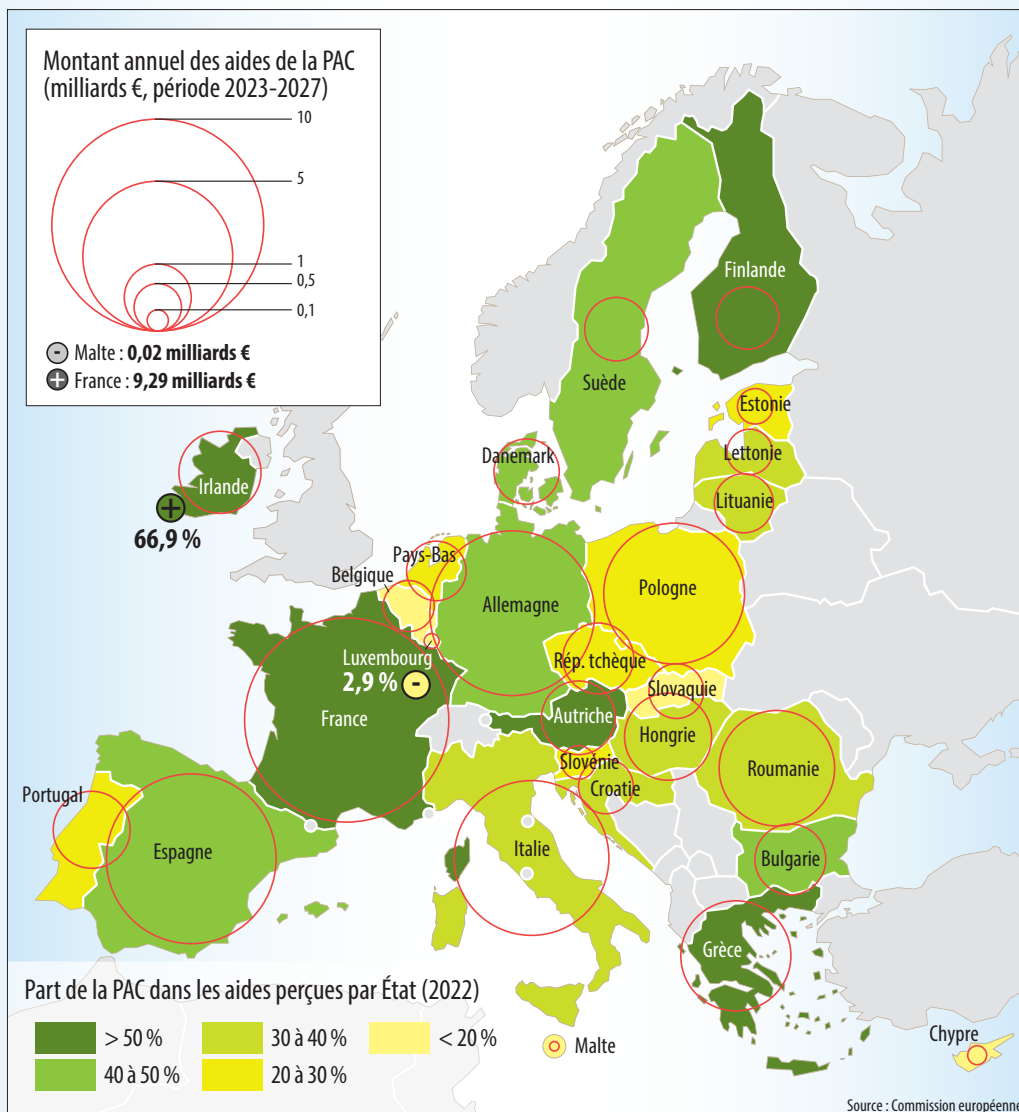 Montant annuel des aides de la PAC
(milliards €, période 2023-2027)
10
5
1
0,5
0,1
- Malte : 0,02 milliards €
+ France : 9,29 milliards €
Finlande
Suède
Estonie
Lettonie
Lituanie
Danemark
Irlande
+
66,9 %
Pays-Bas
Belgique
Allemagne
Pologne
Luxembourg
2,9 %
-
Rép. tchèque
Slovaquie
France
Autriche
Hongrie
Slovénie
Croatie
Roumanie
Portugal
Espagne
Italie
Bulgarie
Grèce
Part de la PAC dans les aides perçues par État (2022)
> 50 %
30 à 40 %
< 20 %
40 à 50 %
20 à 30 %
Malte
Chypre
Source : Commission européenne